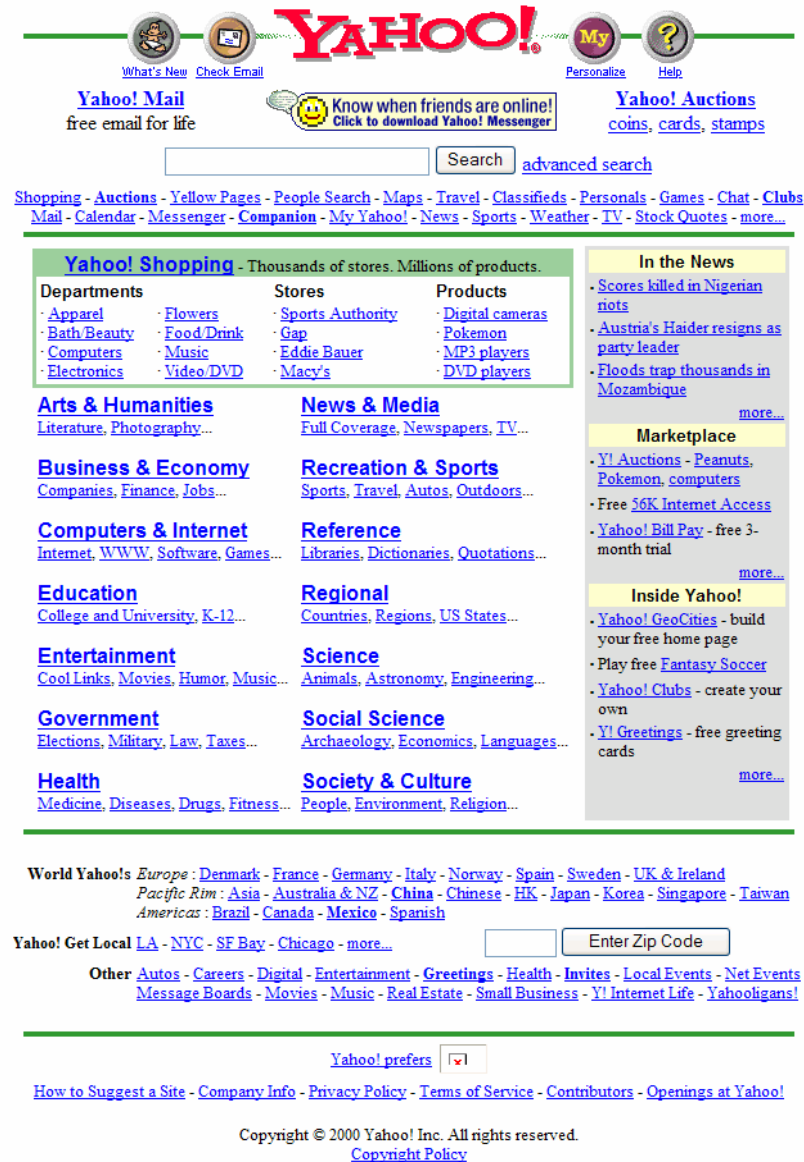 YAHOO!
My
?
What's New Check Email Personalize Help
Yahoo! Mail
free email for life
Know when friends are online!
Click to download Yahoo! Messenger
Yahoo! Auctions
coins, cards, stamps
Search advanced search
Shopping - Auctions - Yellow Pages - People Search - Maps - Travel - Classifieds - Personals - Games - Chat - Clubs
Mail - Calendar - Messenger - Companion - My Yahoo! - News - Sports - Weather - TV - Stock Quotes - more...
Yahoo! Shopping - Thousands of stores. Millions of products.
Departments Stores Products
· Apparel · Flowers · Sports Authority · Digital cameras
· Bath/Beauty · Food/Drink · Gap · Pokemon
· Computers · Music · Eddie Bauer · MP3 players
· Electronics · Video/DVD · Macy's · DVD players
Arts & Humanities
Literature, Photography...
News & Media
Full Coverage, Newspapers, TV...
Business & Economy
Companies, Finance, Jobs...
Recreation & Sports
Sports, Travel, Autos, Outdoors...
Computers & Internet
Internet, WWW, Software, Games...
Reference
Libraries, Dictionaries, Quotations...
Education
College and University, K-12...
Regional
Countries, Regions, US States...
Entertainment
Cool Links, Movies, Humor, Music...
Science
Animals, Astronomy, Engineering...
Government
Elections, Military, Law, Taxes...
Social Science
Archaeology, Economics, Languages...
Health
Medicine, Diseases, Drugs, Fitness...
Society & Culture
People, Environment, Religion...
In the News
· Scores killed in Nigerian
riots
· Austria's Haider resigns as
party leader
· Floods trap thousands in
Mozambique
more...
Marketplace
· Y! Auctions - Peanuts,
Pokemon, computers
· Free 56K Internet Access
· Yahoo! Bill Pay - free 3-
month trial
more...
Inside Yahoo!
· Yahoo! GeoCities - build
your free home page
· Play free Fantasy Soccer
· Yahoo! Clubs - create your
own
· Y! Greetings - free greeting
cards
more...
World Yahoo!s Europe : Denmark - France - Germany - Italy - Norway - Spain - Sweden - UK & Ireland
Pacific Rim : Asia - Australia & NZ - China - Chinese - HK - Japan - Korea - Singapore - Taiwan
Americas : Brazil - Canada - Mexico - Spanish
Yahoo! Get Local LA - NYC - SF Bay - Chicago - more... Enter Zip Code
Other Autos - Careers - Digital - Entertainment - Greetings - Health - Invites - Local Events - Net Events
Message Boards - Movies - Music - Real Estate - Small Business - Y! Internet Life - Yahooligans!
Yahoo! prefers
How to Suggest a Site - Company Info - Privacy Policy - Terms of Service - Contributors - Openings at Yahoo!
Copyright © 2000 Yahoo! Inc. All rights reserved.
Copyright Policy